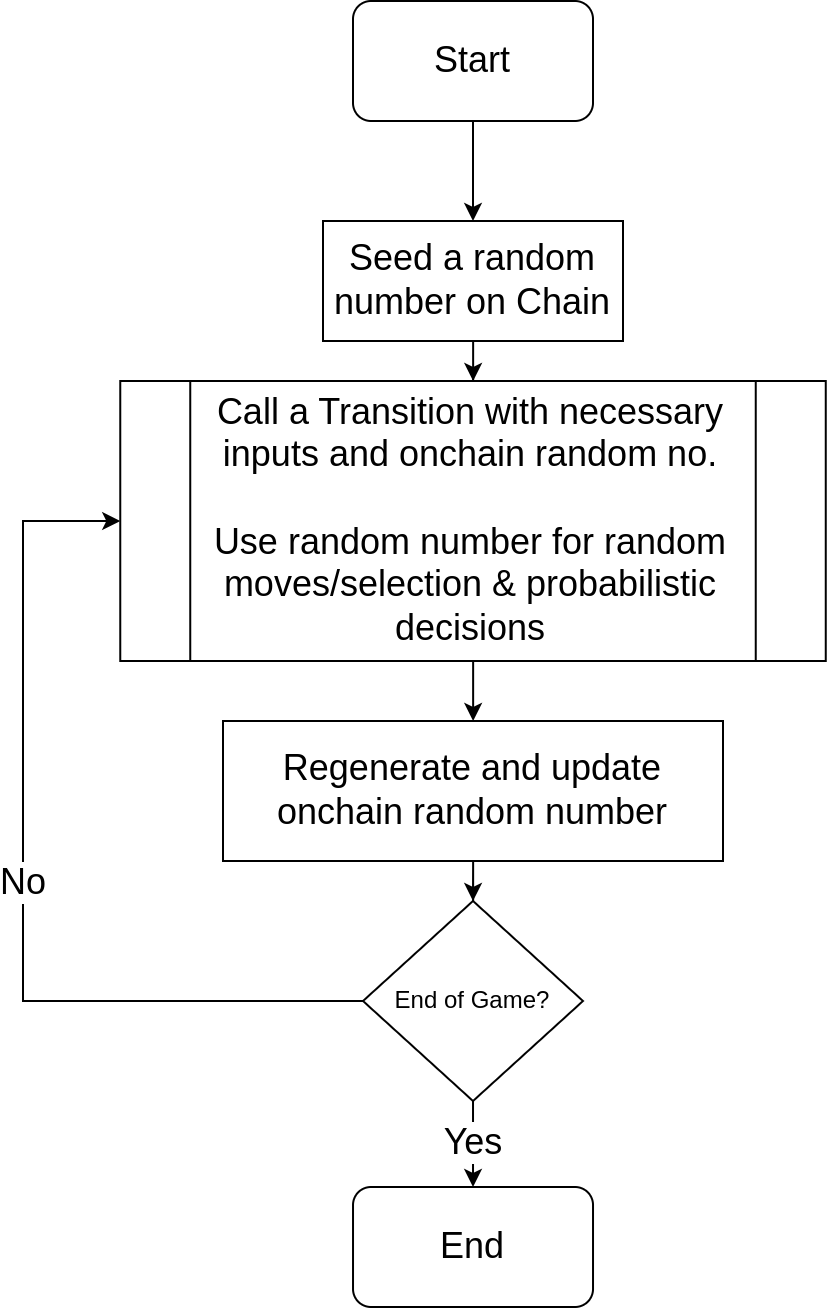 Start
Seed a random
number on Chain
Call a Transition with necessary
inputs and onchain random no.
Use random number for random
moves/selection & probabilistic
decisions
Regenerate and update
onchain random number
No
End of Game?
Yes
End